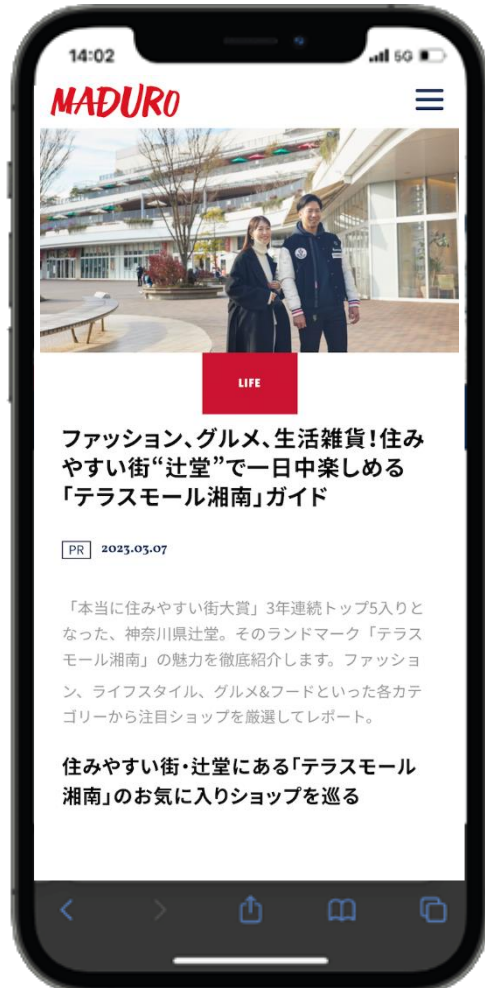 14:02
5G
MADURO
LIFE
ファッション、グルメ、生活雑貨!住み
やすい街“辻堂”で一日中楽しめる
「テラスモール湘南」ガイド
PR 2023.03.07
「本当に住みやすい街大賞」3年連続トップ5入りと
なった、神奈川県辻堂。そのランドマーク「テラス
モール湘南」の魅力を徹底紹介します。ファッショ
ン、ライフスタイル、グルメ&フードといった各カテ
ゴリーから注目ショップを厳選してレポート。
住みやすい街・辻堂にある「テラスモール
湘南」のお気に入りショップを巡る